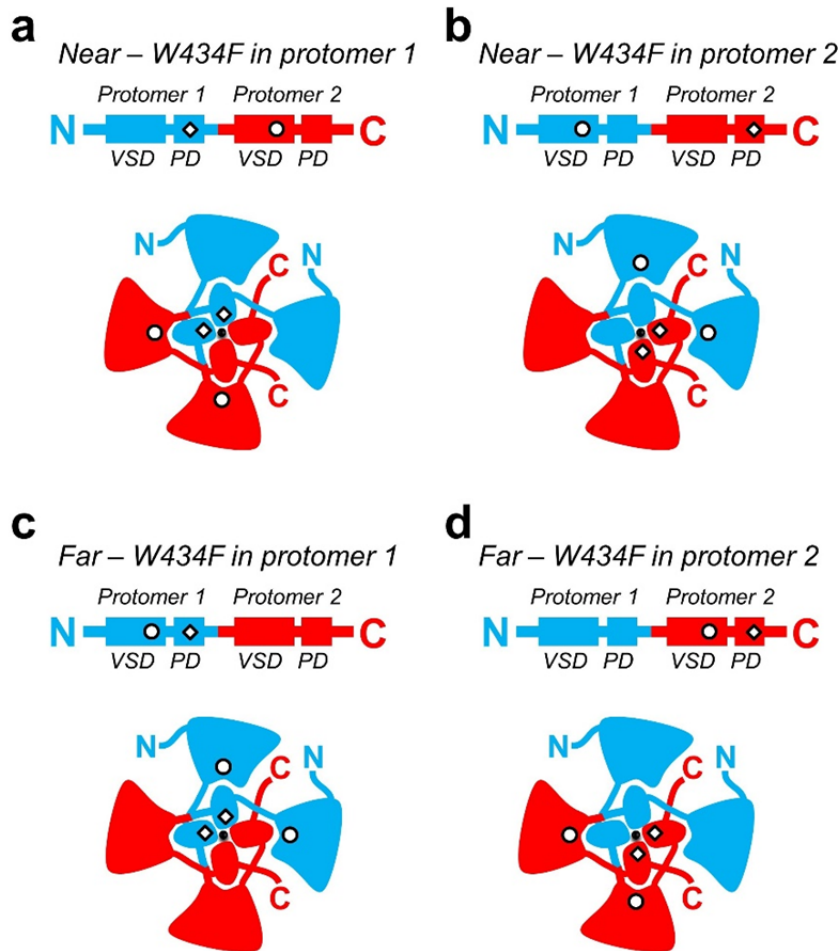 a
Near – W434F in protomer 1
Protomer 1 Protomer 2
N C
VSD PD VSD PD
N N
C
C
b
Near – W434F in protomer 2
Protomer 1 Protomer 2
N C
VSD PD VSD PD
N N
C
C
c
Far – W434F in protomer 1
Protomer 1 Protomer 2
N C
VSD PD VSD PD
N N
C
C
d
Far – W434F in protomer 2
Protomer 1 Protomer 2
N C
VSD PD VSD PD
N N
C
C